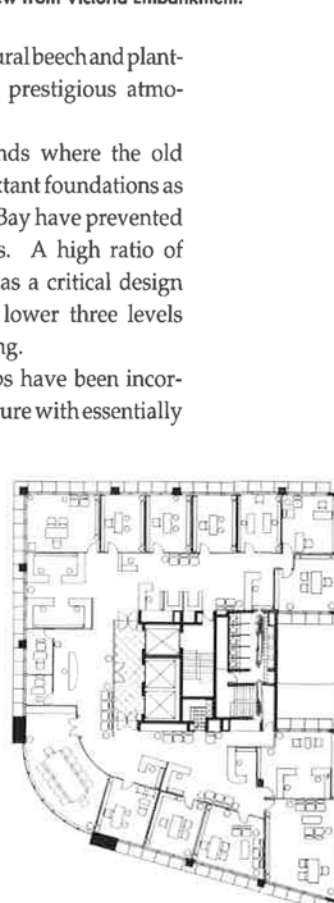 Victoria Embankment.
ural beech and plant-
prestigious atmo-
nds where the old
xtant foundations as
Bay have prevented
s. A high ratio of
as a critical design
lower three levels
ng.
os have been incor-
ure with essentially